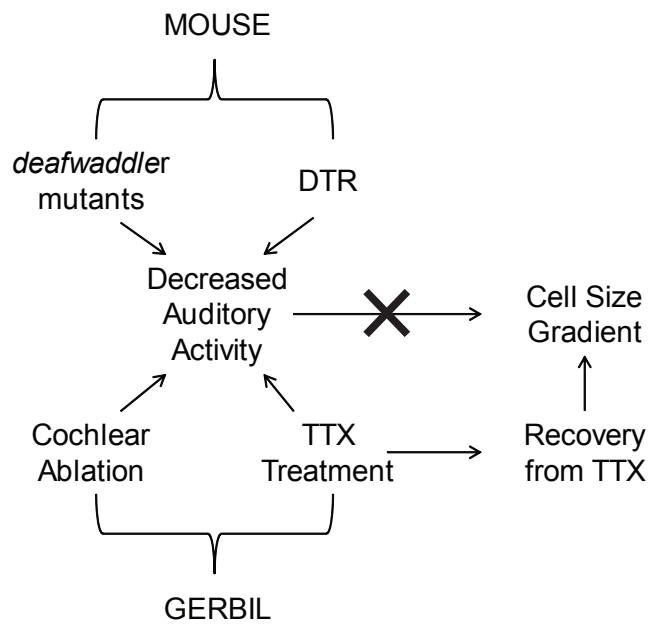 MOUSE
deafwaddler
mutants
DTR
Decreased
Auditory
Activity
Cell Size
Gradient
Cochlear
Ablation
TTX
Treatment
Recovery
from TTX
GERBIL